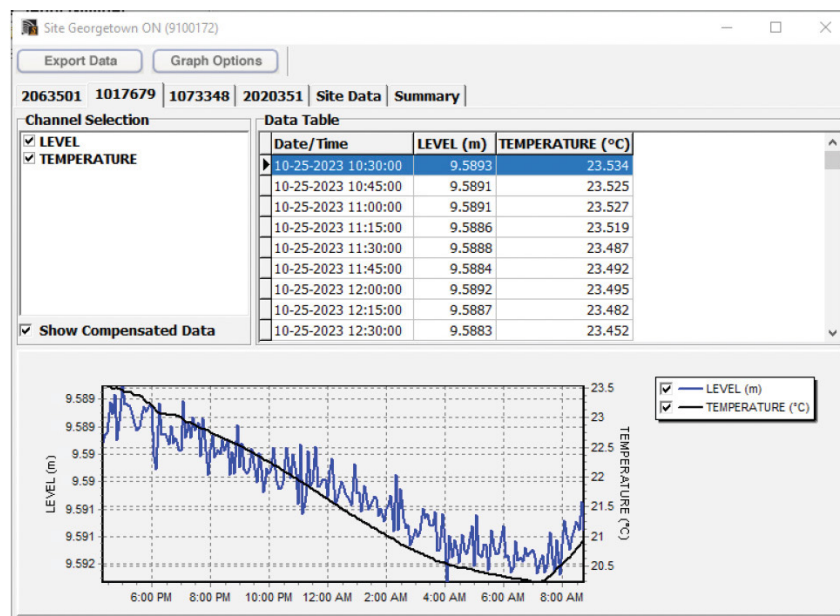 Site Georgetown ON (9100172)
Export Data Graph Options
2063501 1017679 1073348 2020351 Site Data Summary
Channel Selection
LEVEL
TEMPERATURE
Show Compensated Data
Data Table
Date/Time LEVEL (m) TEMPERATURE (°C)
10-25-2023 10:30:00 9.5893 23.534
10-25-2023 10:45:00 9.5891 23.525
10-25-2023 11:00:00 9.5891 23.527
10-25-2023 11:15:00 9.5886 23.519
10-25-2023 11:30:00 9.5888 23.487
10-25-2023 11:45:00 9.5884 23.492
10-25-2023 12:00:00 9.5892 23.495
10-25-2023 12:15:00 9.5887 23.482
10-25-2023 12:30:00 9.5883 23.452
LEVEL (m)
9.589
9.589
9.59
9.59
9.591
9.591
9.592
23.5
23
22.5
22
21.5
21
20.5
TEMPERATURE (°C)
6:00 PM 8:00 PM 10:00 PM 12:00 AM 2:00 AM 4:00 AM 6:00 AM 8:00 AM
LEVEL (m)
TEMPERATURE (°C)